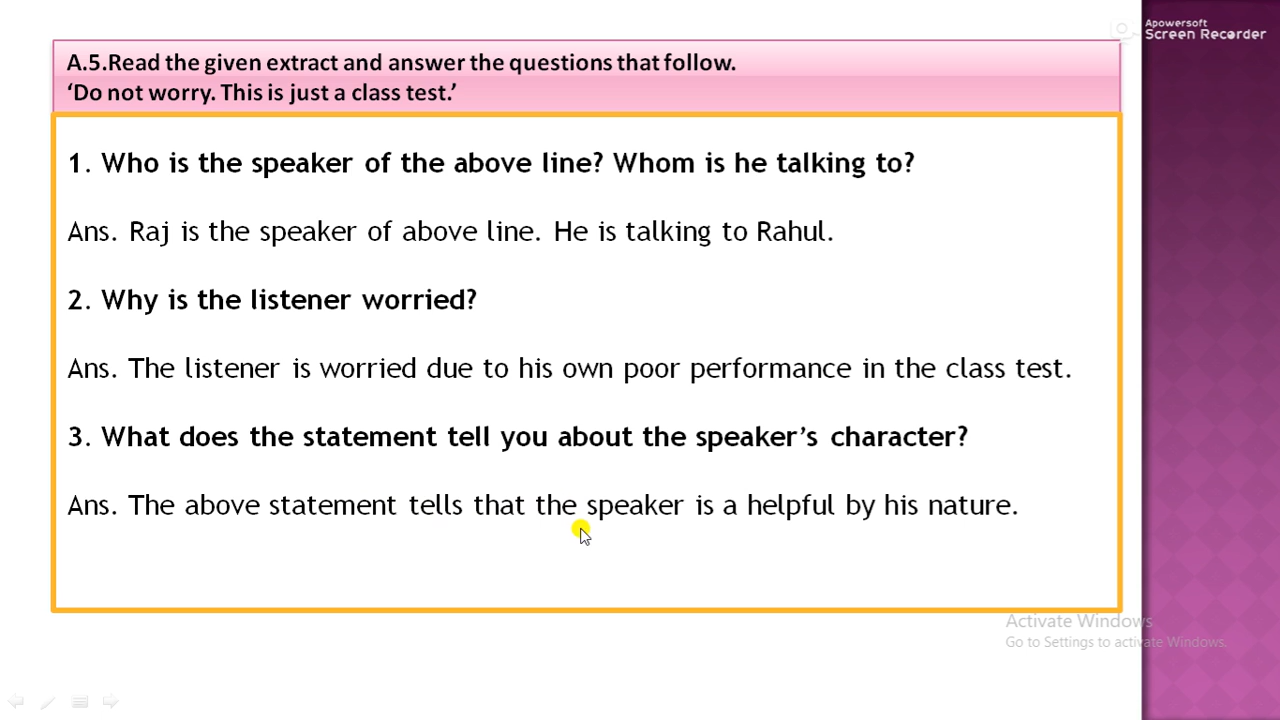 Apowersoft
Screen Recorder
A.5.Read the given extract and answer the questions that follow.
‘Do not worry. This is just a class test.’
1. Who is the speaker of the above line? Whom is he talking to?
Ans. Raj is the speaker of above line. He is talking to Rahul.
2. Why is the listener worried?
Ans. The listener is worried due to his own poor performance in the class test.
3. What does the statement tell you about the speaker’s character?
Ans. The above statement tells that the speaker is a helpful by his nature.
Activate Windows
Go to Settings to activate Windows.